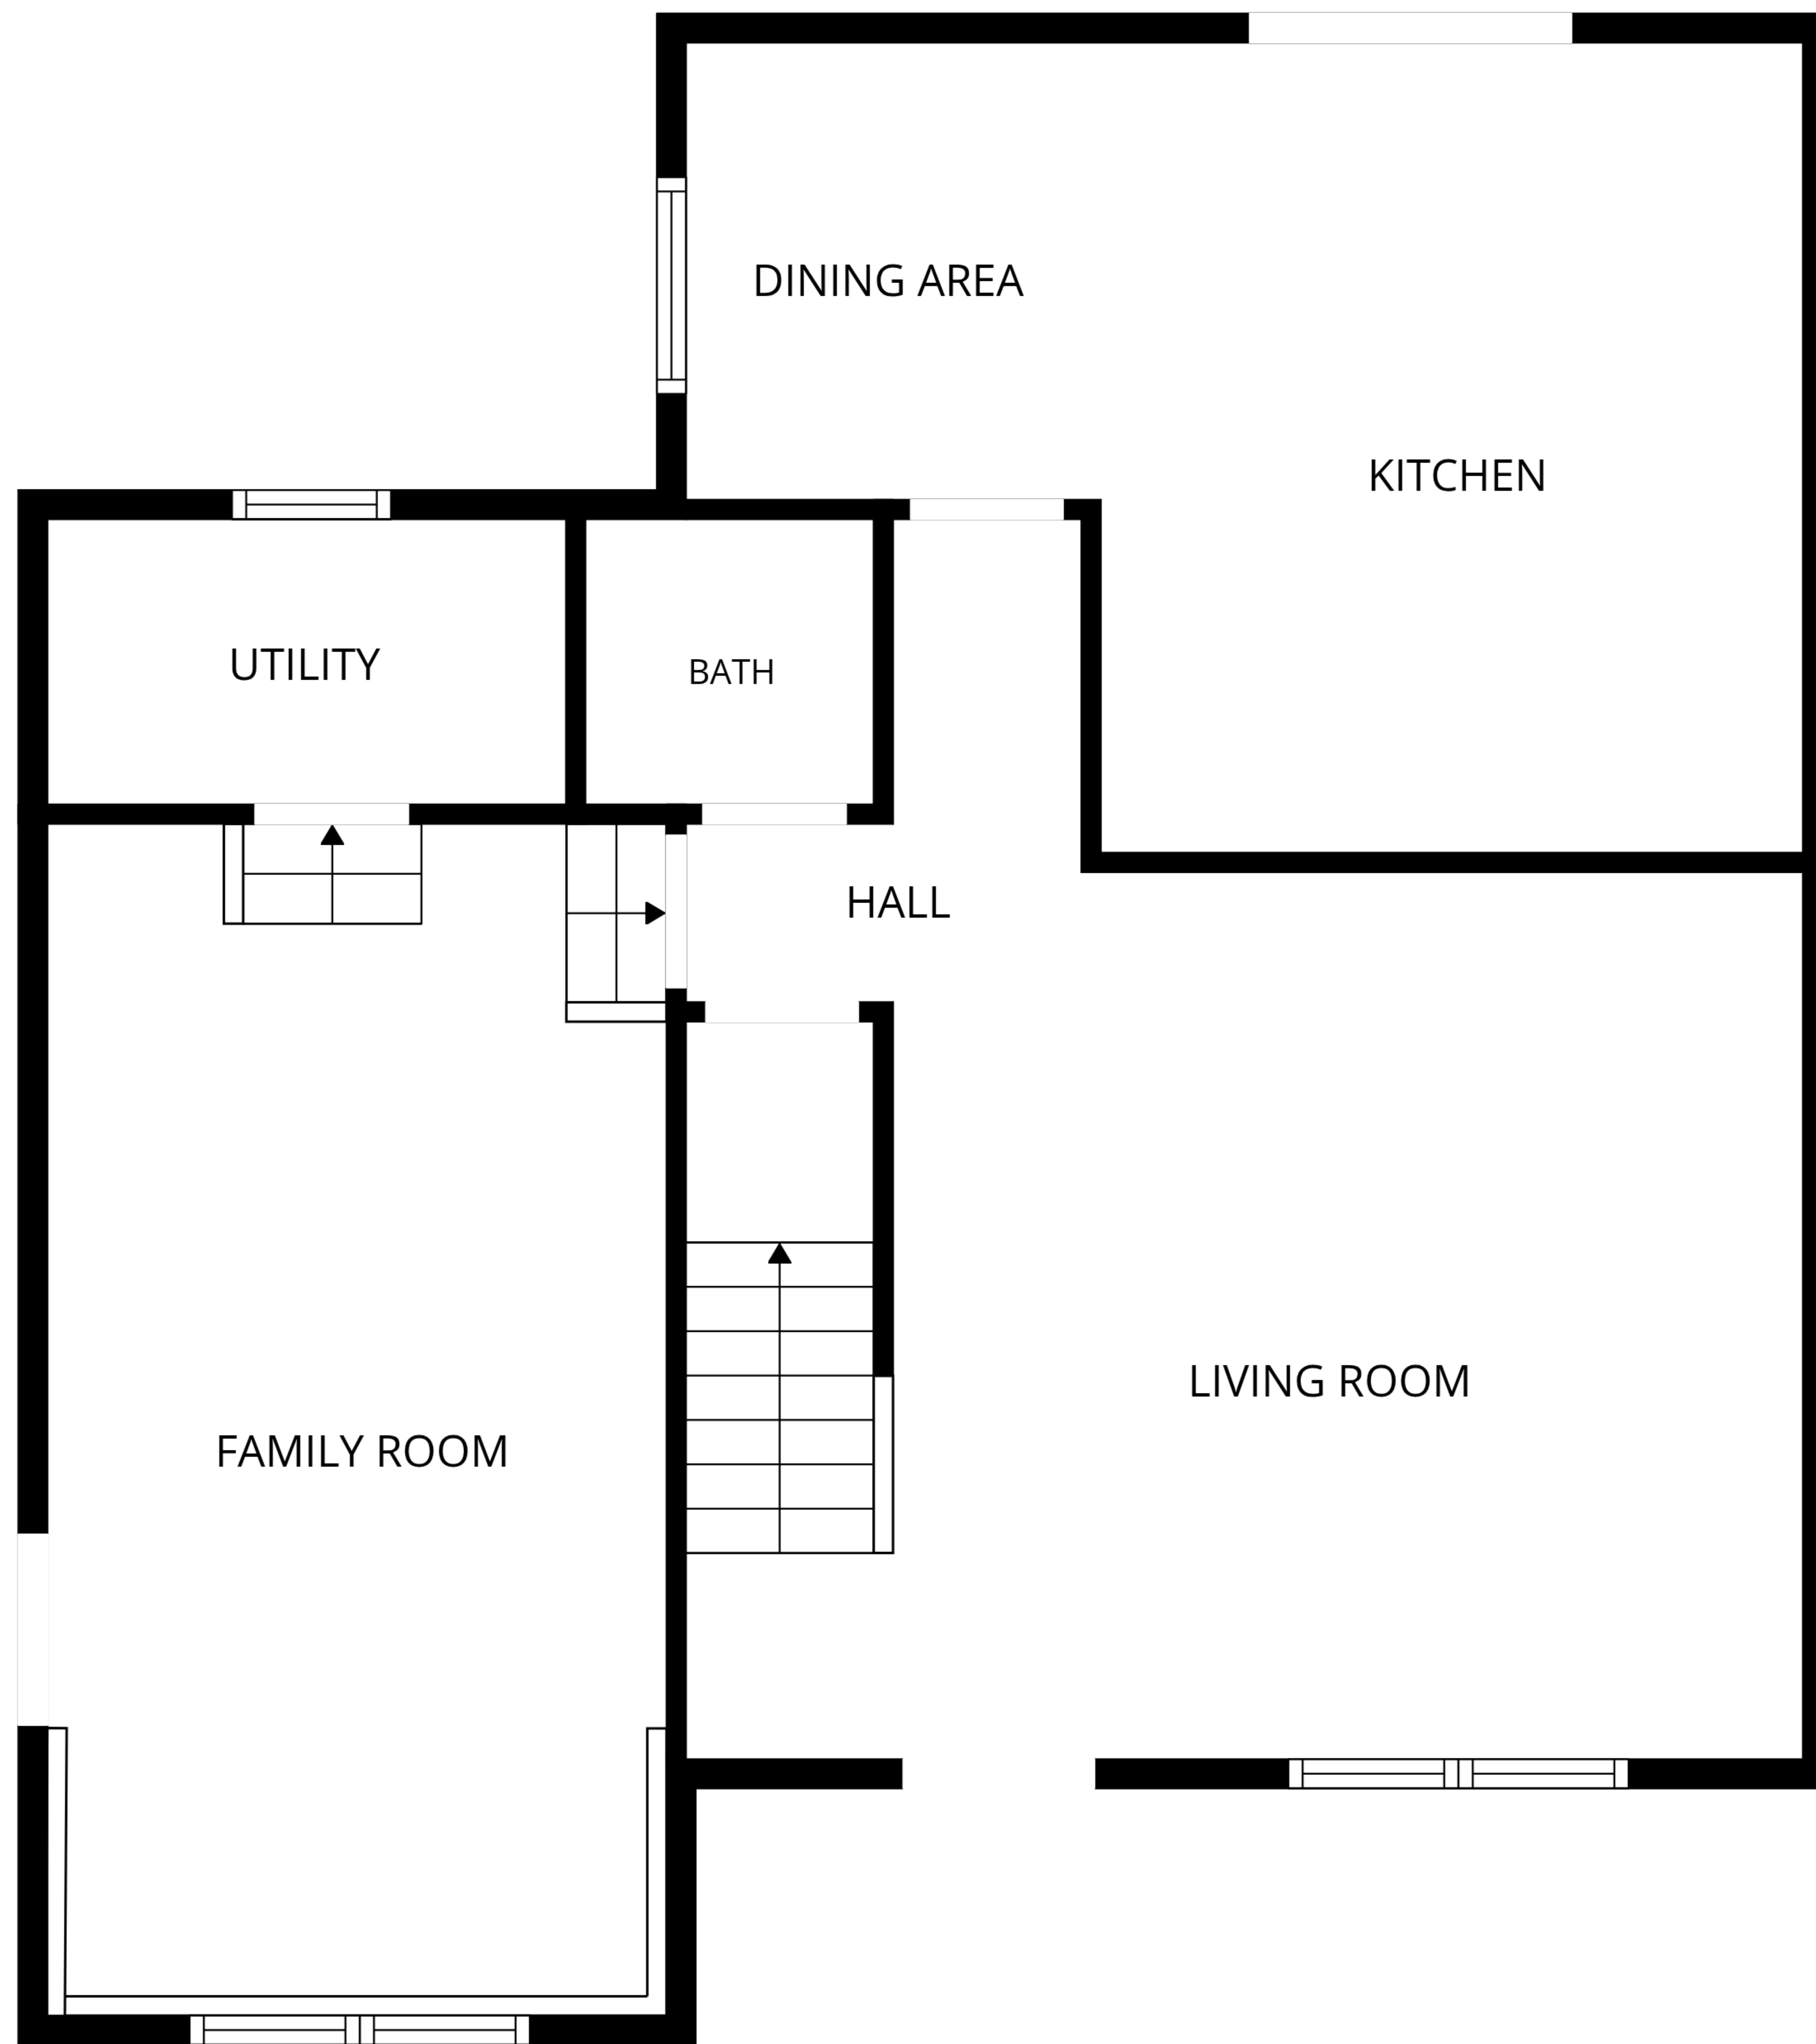 DINING AREA
KITCHEN
UTILITY
BATH
HALL
LIVING ROOM
FAMILY ROOM